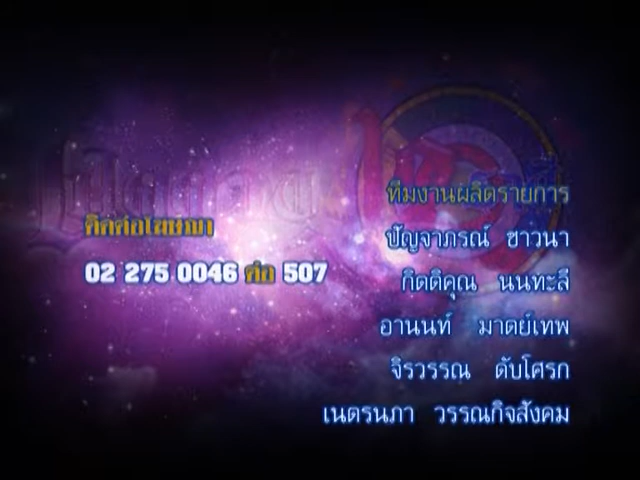 ติดต่อโฆษณา
02 275 0046 ต่อ 507
ทีมงานผลิตรายการ
ปัญจาภรณ์ ชาวนา
กิตติคุณ นนทะลี
อานนท์ มาตย์เทพ
จิรวรรณ ดับโศรก
เนตรนภา วรรณกิจสังคม